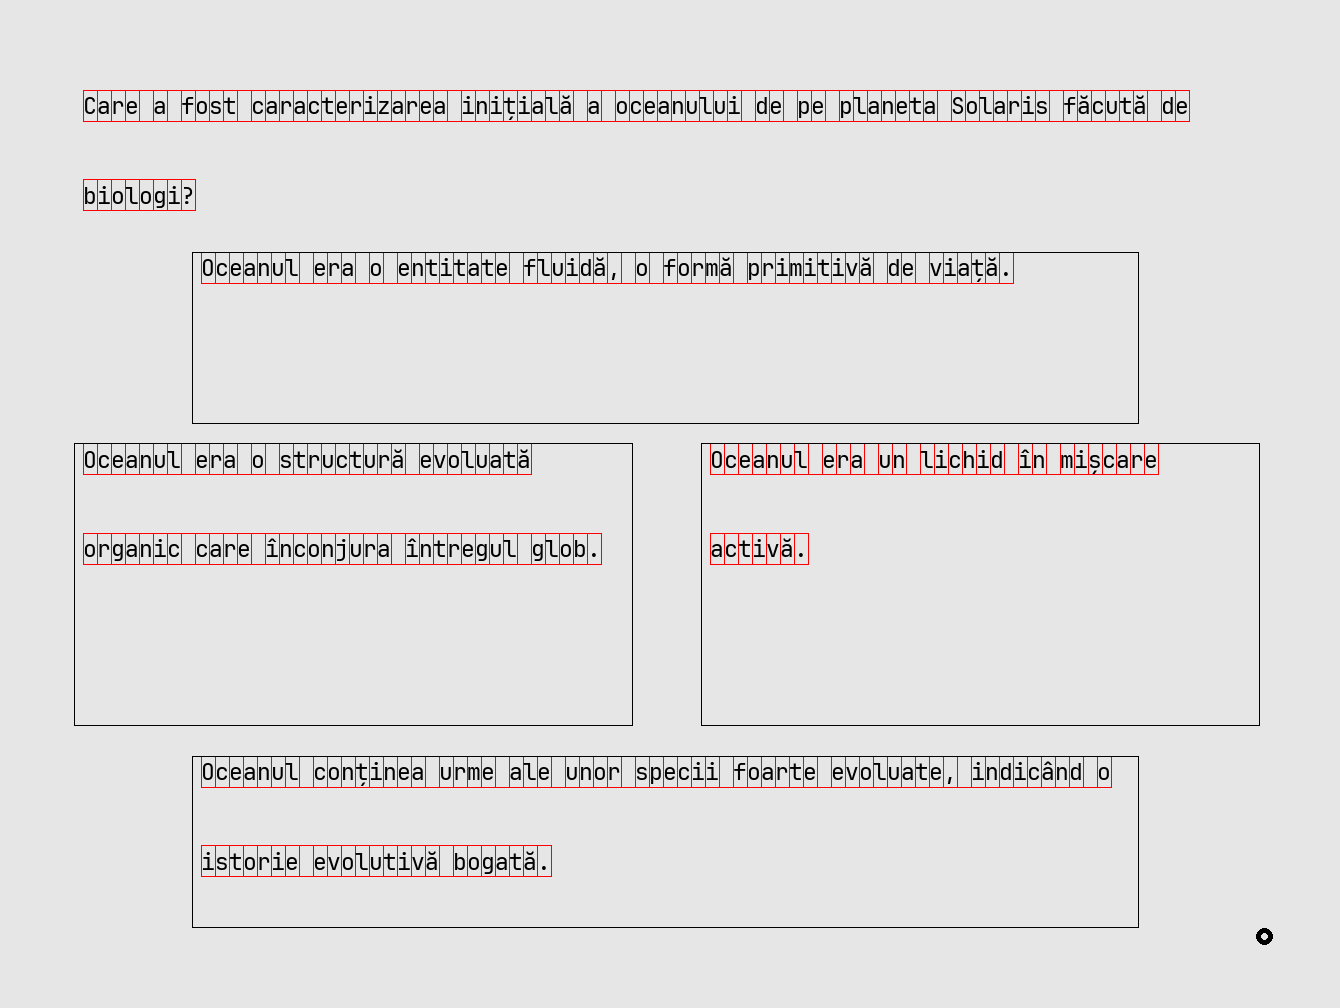 Care a fost caracterizarea inițială a oceanului de pe planeta Solaris făcută de
biologi?
Oceanul era o entitate fluidă, o formă primitivă de viață.
Oceanul era o structură evoluată
organic care înconjura întregul glob.
Oceanul era un lichid în mișcare
activă.
Oceanul conținea urme ale unor specii foarte evoluate, indicând o
istorie evolutivă bogată.